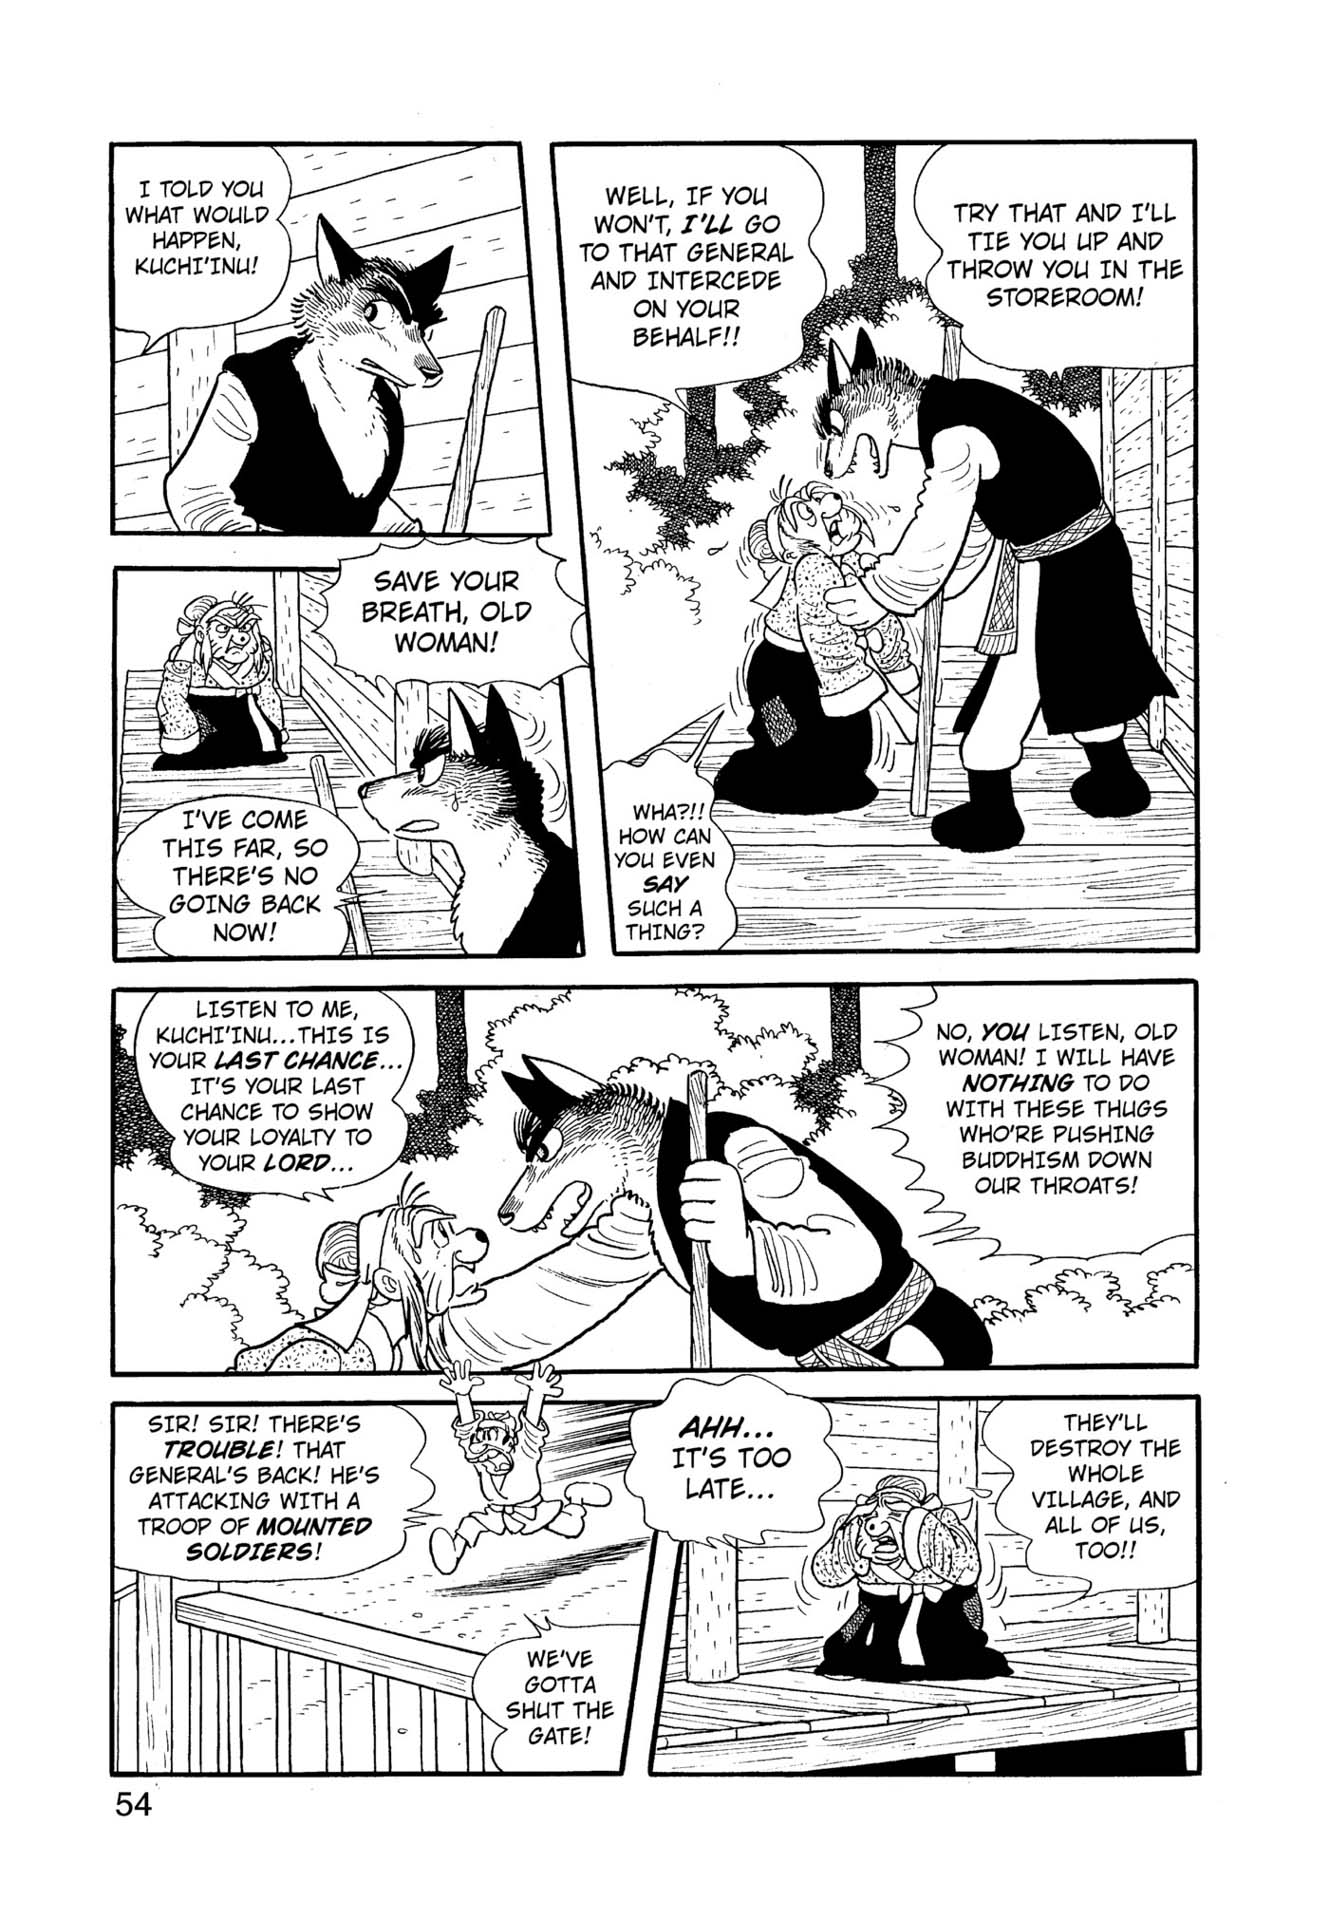 I TOLD YOU
WHAT WOULD
HAPPEN,
KUCHI'INU!
SAVE YOUR
BREATH, OLD
WOMAN!
I'VE COME
THIS FAR, SO
THERE'S NO
GOING BACK
NOW!
WELL, IF YOU
WON'T, I'LL GO
TO THAT GENERAL
AND INTERCEDE
ON YOUR
BEHALF!!
TRY THAT AND I'LL
TIE YOU UP AND
THROW YOU IN THE
STOREROOM!
WHA?!!
HOW CAN
YOU EVEN
SAY
SUCH A
THING?
LISTEN TO ME,
KUCHI'INU...THIS IS
YOUR LAST CHANCE...
IT'S YOUR LAST
CHANCE TO SHOW
YOUR LOYALTY TO
YOUR LORD...
NO, YOU LISTEN, OLD
WOMAN! I WILL HAVE
NOTHING TO DO
WITH THESE THUGS
WHO'RE PUSHING
BUDDHISM DOWN
OUR THROATS!
SIR! SIR! THERE'S
TROUBLE! THAT
GENERAL'S BACK! HE'S
ATTACKING WITH A
TROOP OF MOUNTED
SOLDIERS!
WE'VE
GOTTA
SHUT THE
GATE!
AHH...
IT'S TOO
LATE...
THEY'LL
DESTROY THE
WHOLE
VILLAGE, AND
ALL OF US,
TOO!!
54